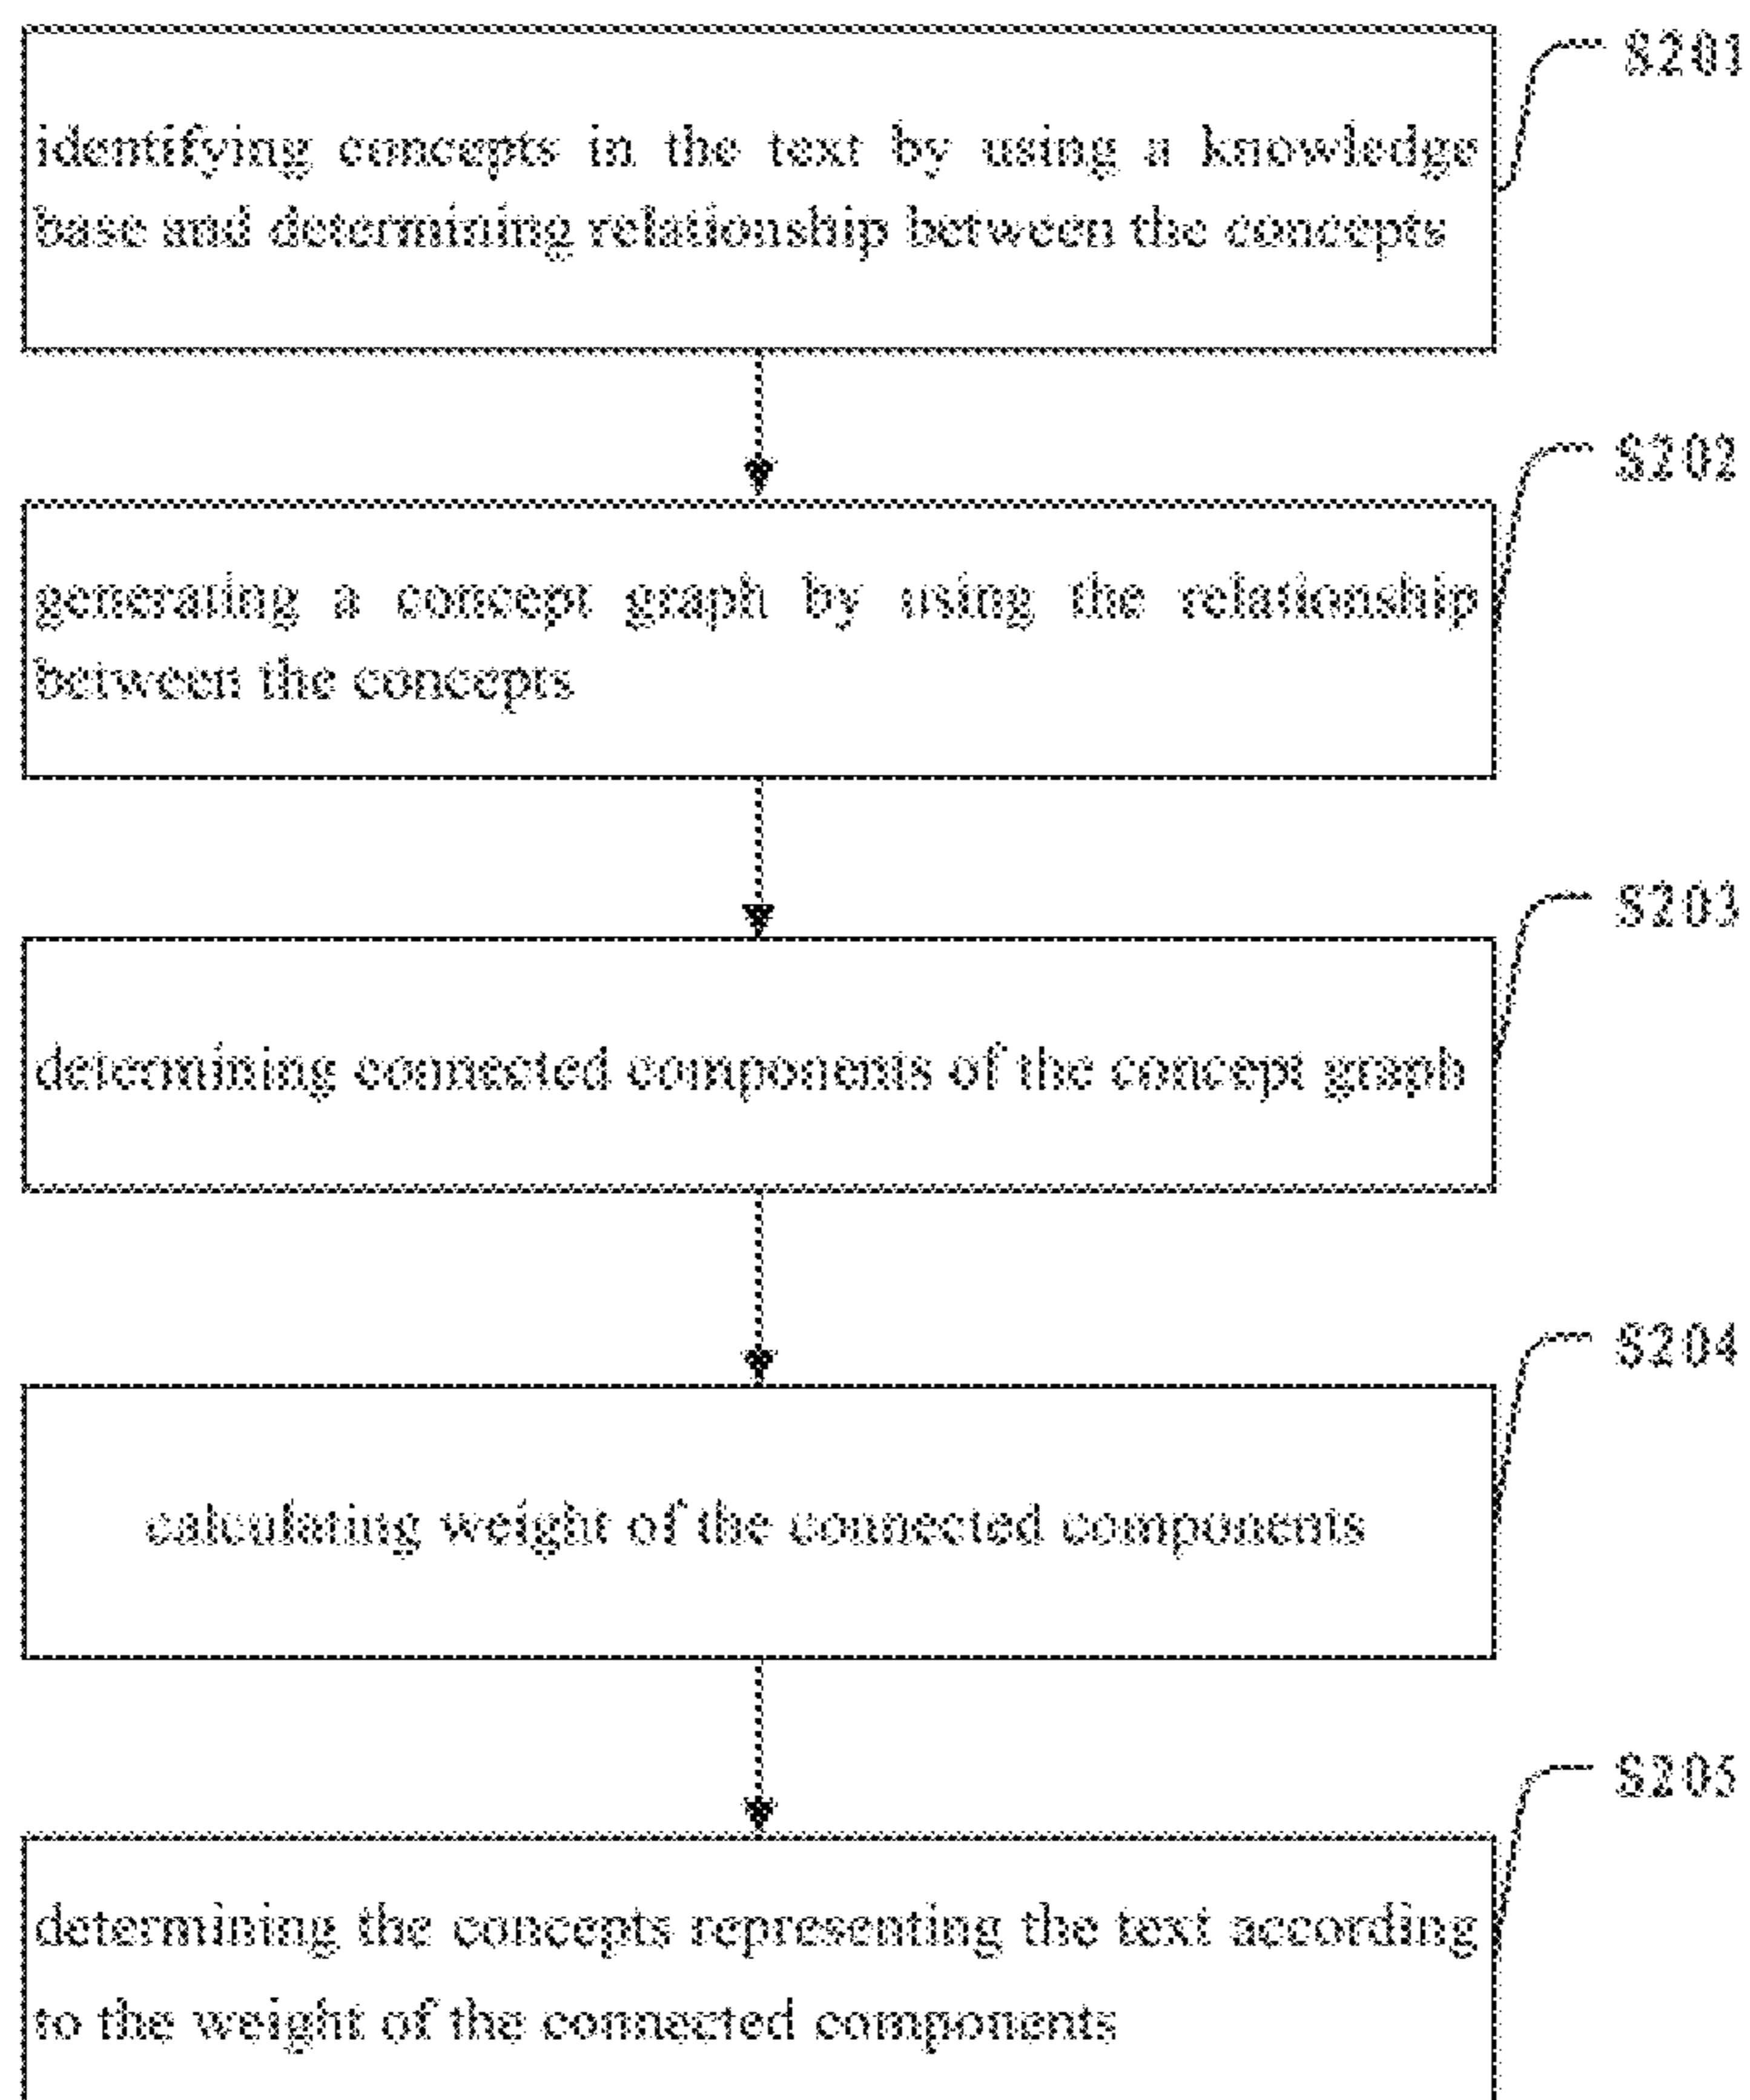 S201
identifying concepts in the text by using a knowledge
base and determining relationship between the concepts
S202
generating a concept graph by using the relationship
between the concepts
S203
determining connected components of the concept graph
S204
calculating weight of the connected components
S205
determining the concepts representing the text according
to the weight of the connected components